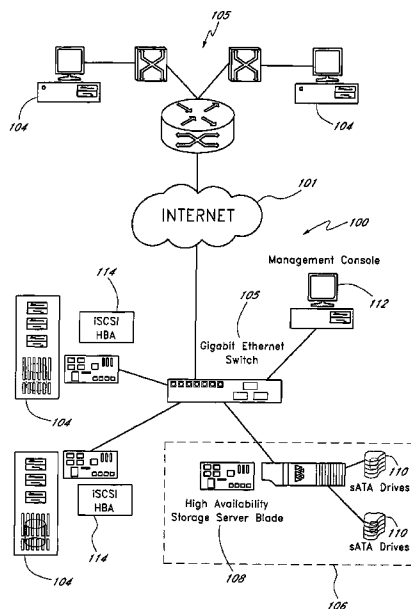 105
104
104
101
INTERNET
100
Management Console
114
105
112
iSCSI
HBA
Gigabit Ethernet
Switch
104
iSCSI
HBA
110
sATA Drives
High Availability
Storage Server Blade
110
104
114
108
sATA Drives
106